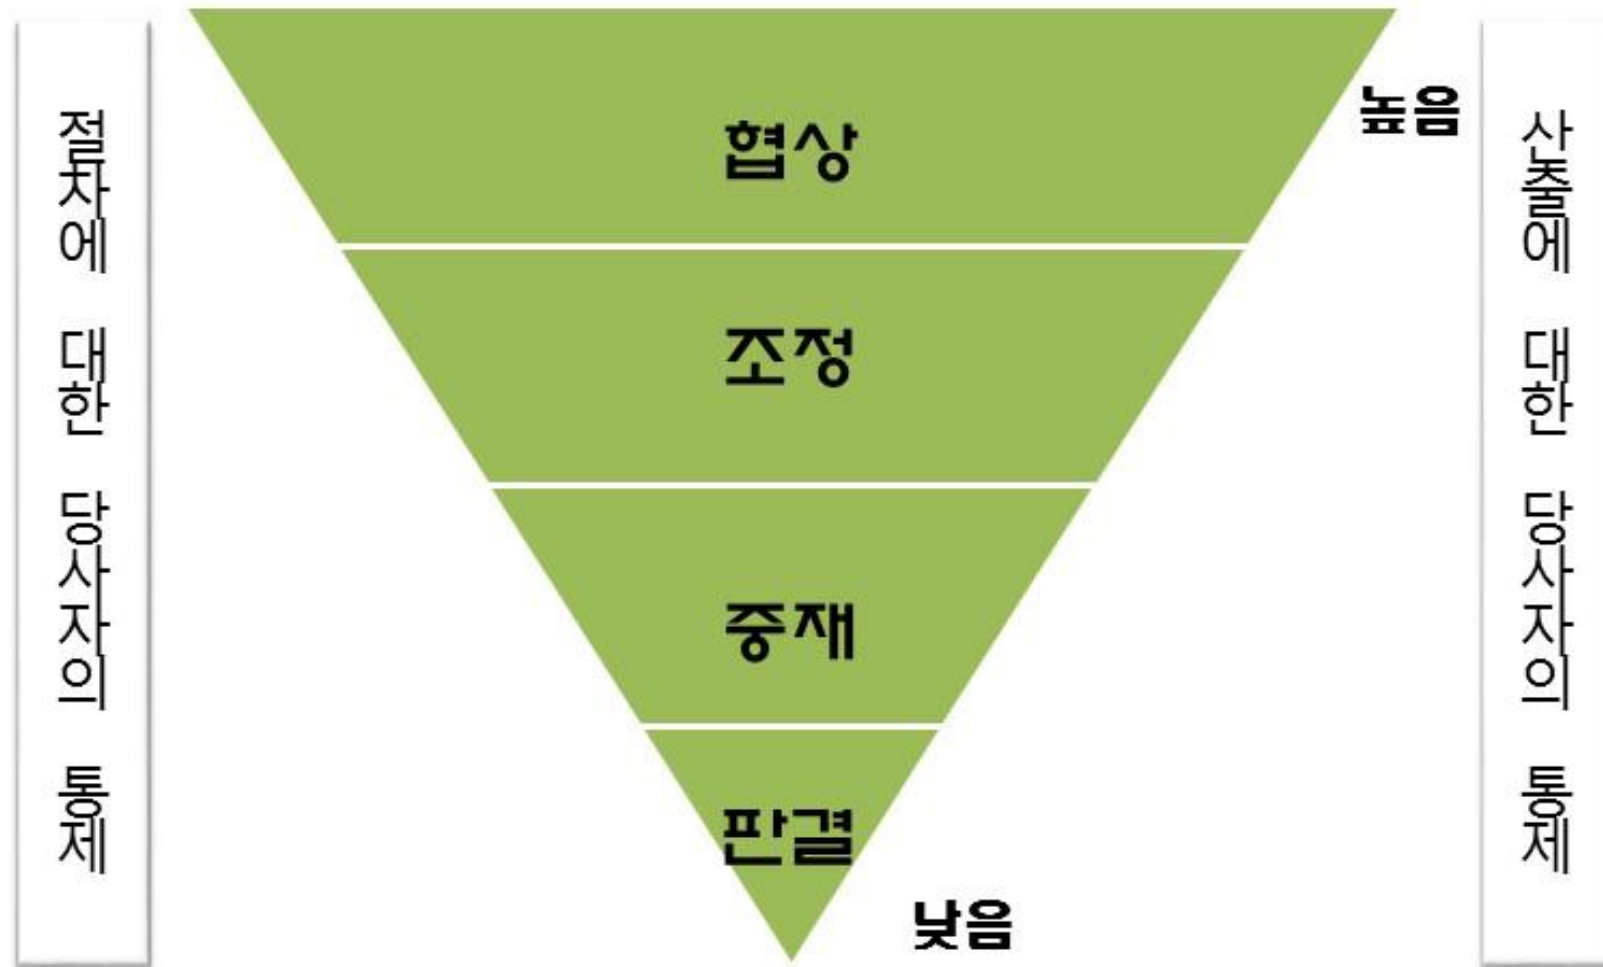 절차에 대한 당사자의 통제
협상
조정
중재
판결
높음
낮음
산출에 대한 당사자의 통제